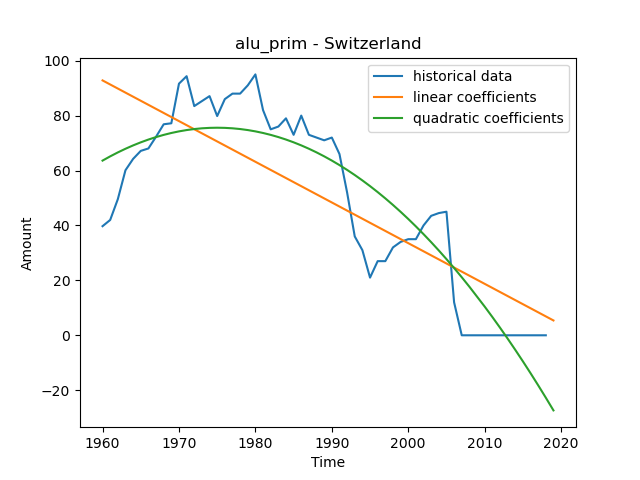 alu_prim - Switzerland
historical data
linear coefficients
quadratic coefficients
100
80
60
40
20
0
−20
Amount
1960 1970 1980 1990 2000 2010 2020
Time